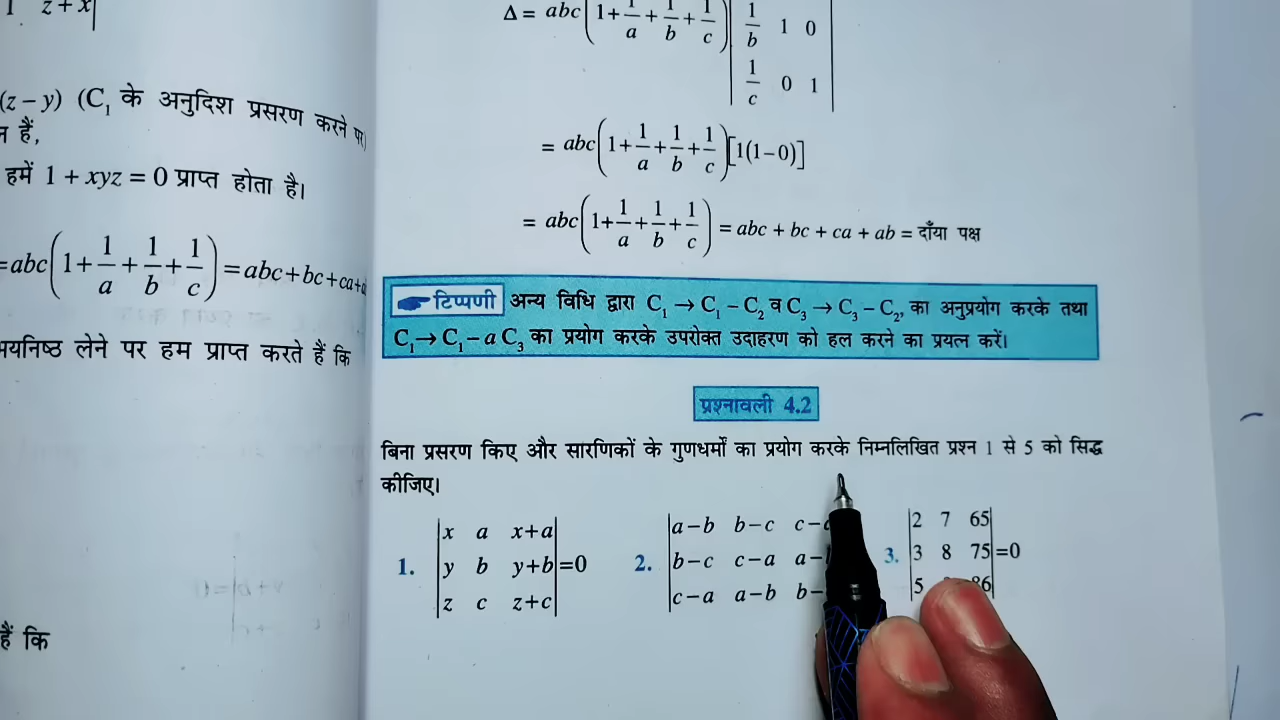 1 z+x|
(z – y) (C₁ के अनुदिश प्रसरण करने पर)
हैं,
हमें 1 + xyz = 0 प्राप्त होता है।
=abc(1+1/a+1/b+1/c)=abc+bc+ca+a
लेने पर हम प्राप्त करते हैं कि
हैं कि
Δ = abc(1+1/a+1/b+1/c)
|1/b 1 0|
|1/c 0 1|
= abc(1+1/a+1/b+1/c)[1(1–0)]
= abc(1+1/a+1/b+1/c) = abc + bc + ca + ab = दाँया पक्ष
टिप्पणी अन्य विधि द्वारा C₁ → C₁ – C₂ व C₃ → C₃ – C₂, का अनुप्रयोग करके तथा
C₁→ C₁– a C₃ का प्रयोग करके उपरोक्त उदाहरण को हल करने का प्रयत्न करें।
प्रश्नावली 4.2
बिना प्रसरण किए और सारणिकों के गुणधर्मों का प्रयोग करके निम्नलिखित प्रश्न 1 से 5 को सिद्ध
कीजिए।
1. |x a x+a|
|y b y+b|=0
|z c z+c|
2. |a–b b–c c–
|b–c c–a a–
|c–a a–b b–
3. |2 7 65|
|3 8 75|=0
|5 86|